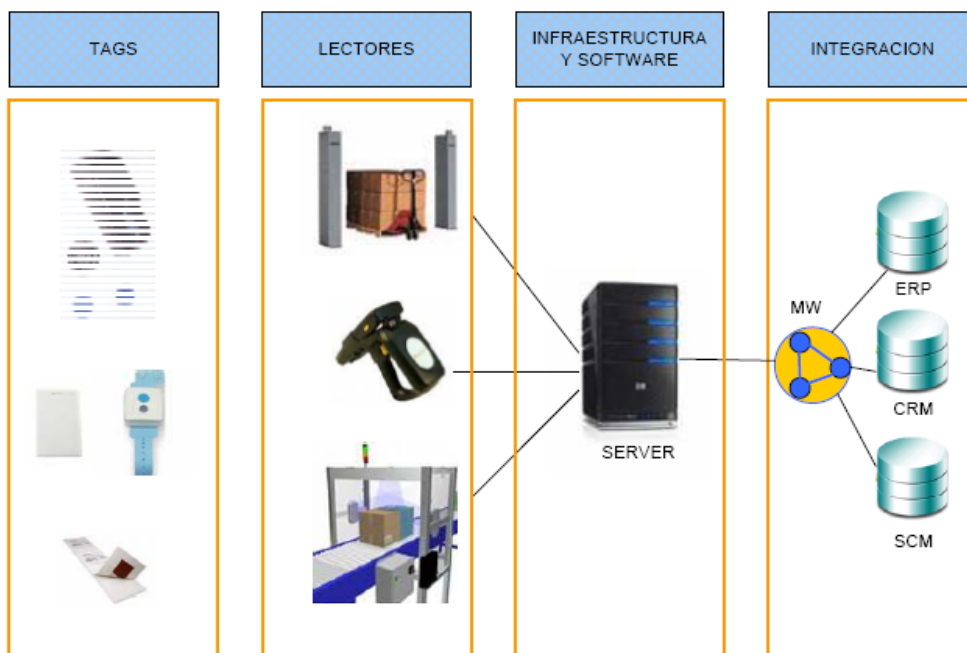 TAGS
LECTORES
INFRAESTRUCTURA
Y SOFTWARE
INTEGRACION
ERP
MW
CRM
SERVER
SCM